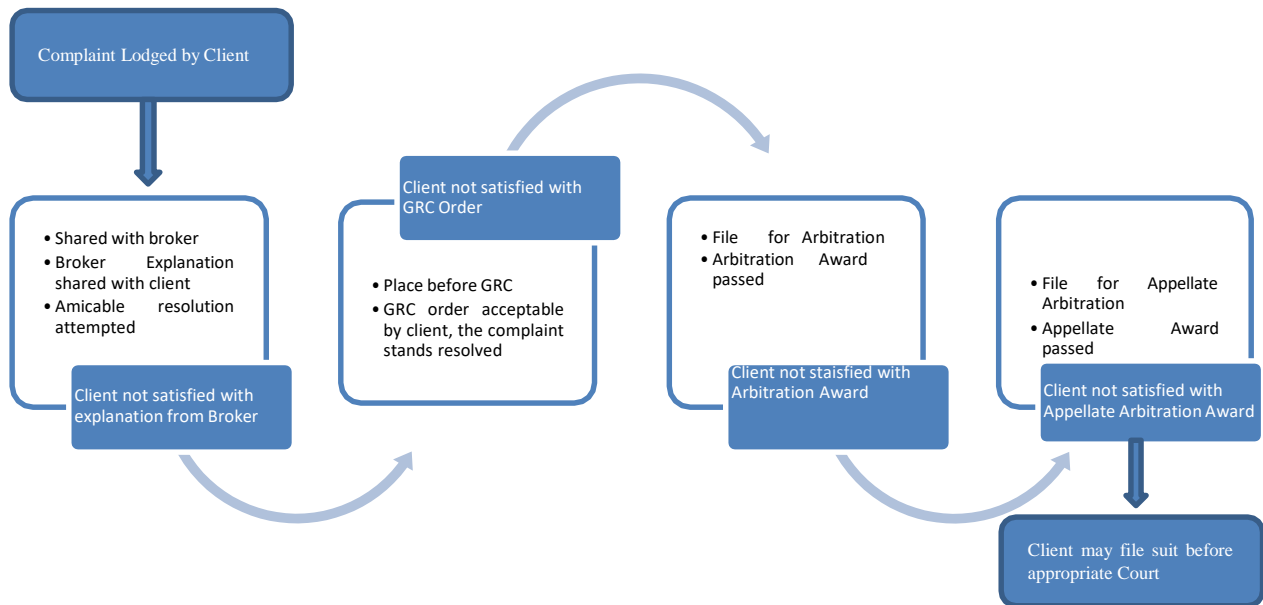 Complaint Lodged by Client
• Shared with broker
• Broker Explanation
shared with client
• Amicable resolution
attempted
Client not satisfied with
explanation from Broker
Client not satisfied with
GRC Order
• Place before GRC
• GRC order acceptable
by client, the complaint
stands resolved
• File for Arbitration
• Arbitration Award
passed
Client not staisfied with
Arbitration Award
• File for Appellate
Arbitration
• Appellate Award
passed
Client not satisfied with
Appellate Arbitration Award
Client may file suit before
appropriate Court